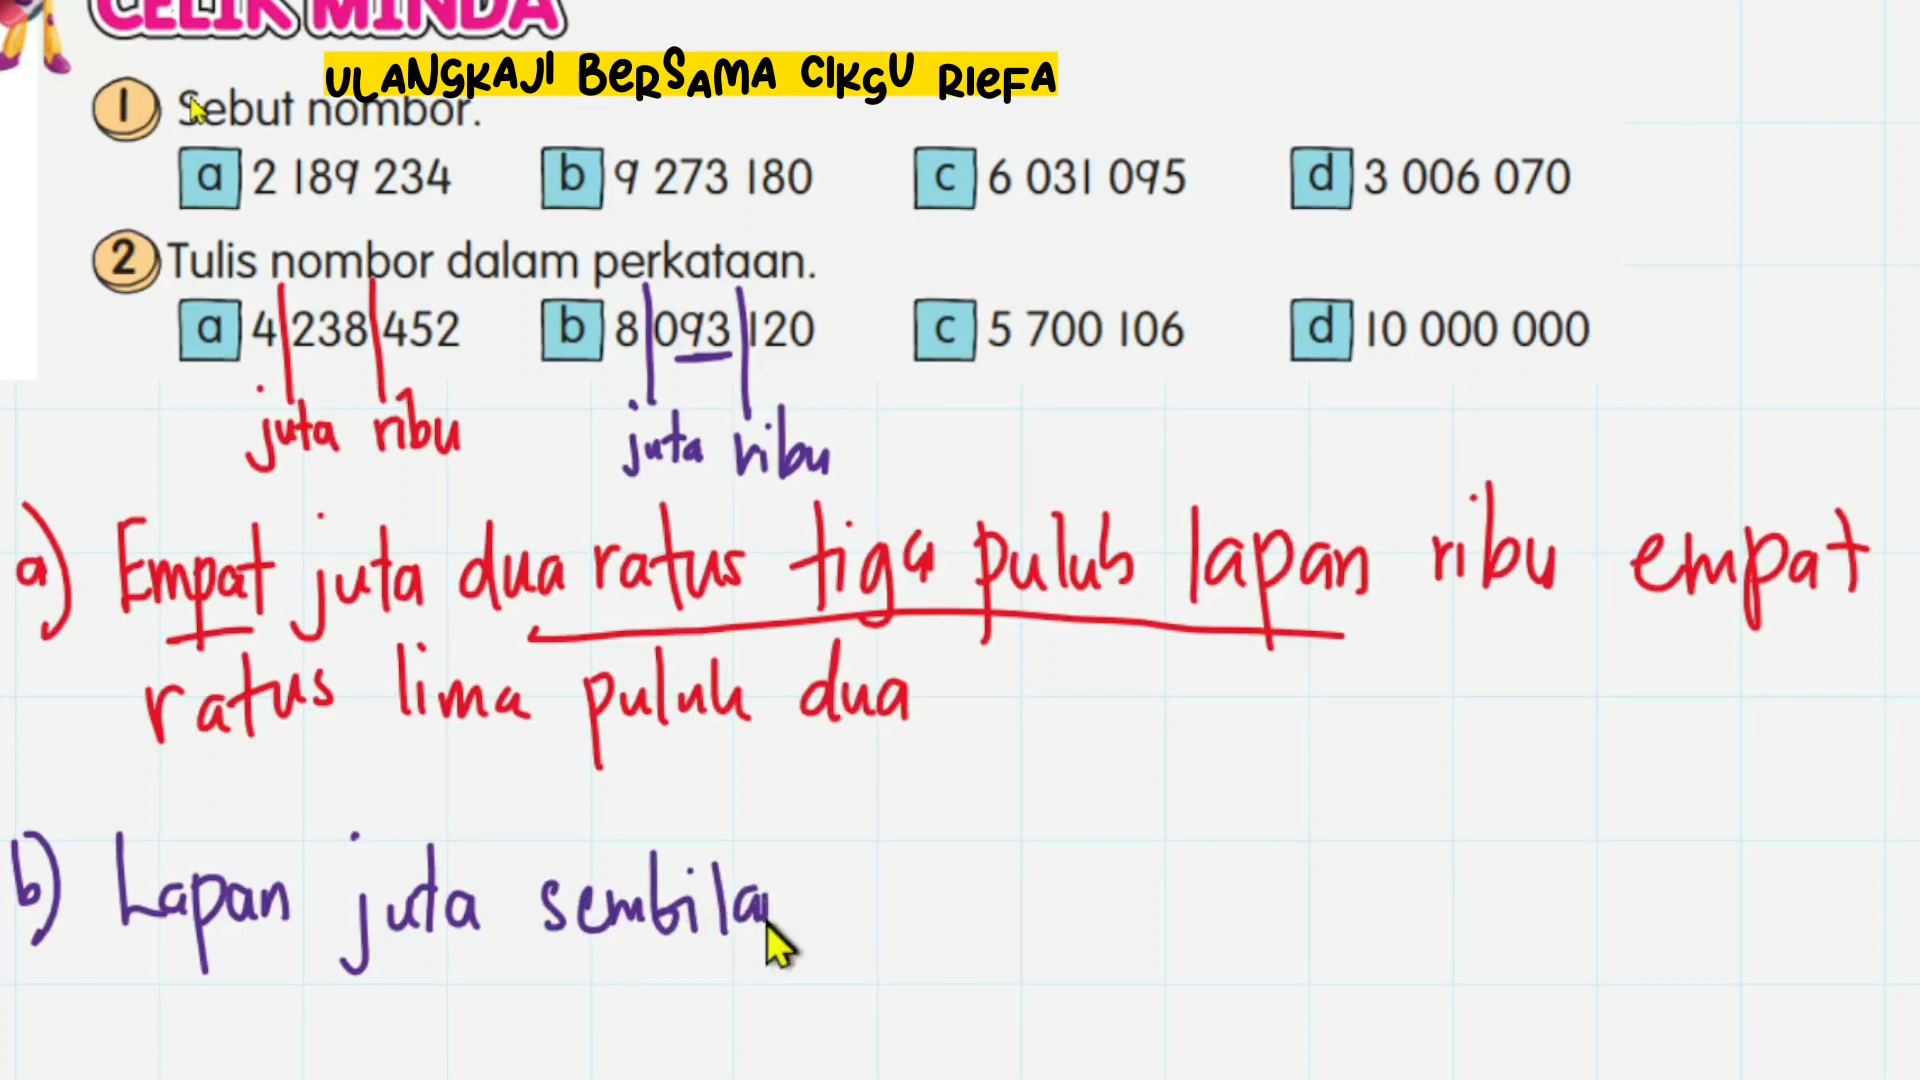 CELIK MINDA
ULANGKAJI BERSAMA CIKGU RIEFA
1 Sebut nombor.
a 2 189 234 b 9 273 180 c 6 031 095 d 3 006 070
2 Tulis nombor dalam perkataan.
a 4 238 452 b 8 093 120 c 5 700 106 d 10 000 000
juta ribu juta ribu
a) Empat juta dua ratus tiga puluh lapan ribu empat
ratus lima puluh dua
b) Lapan juta sembila